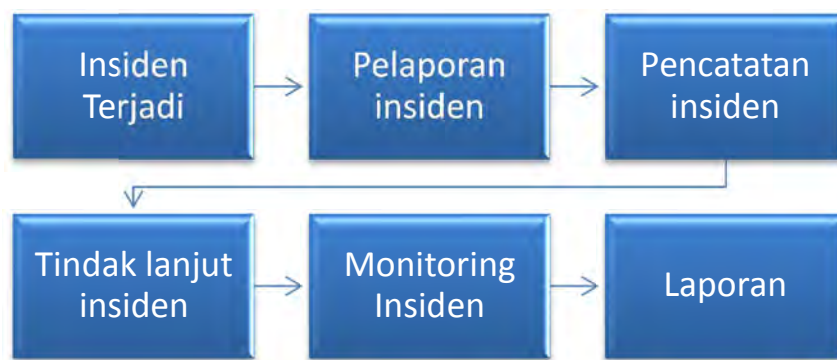 Insiden
Terjadi
Pelaporan
insiden
Pencatatan
insiden
Tindak lanjut
insiden
Monitoring
Insiden
Laporan